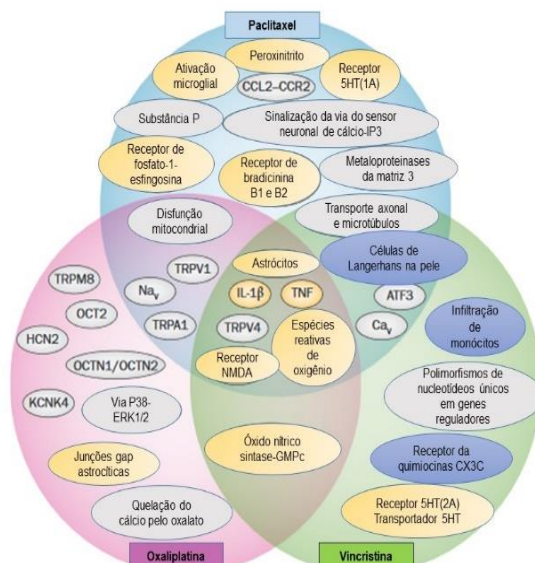 Paclitaxel
Peroxinitrito
Ativação
microglial
CCL2–CCR2
Receptor
5HT(1A)
Substância P
Sinalização da via do sensor
neuronal de cálcio-IP3
Receptor de
fosfato-1-
esfingosina
Receptor de
bradicinina
B1 e B2
Metaloproteinases
da matriz 3
Disfunção
mitocondrial
Transporte axonal
e microtúbulos
Astrócitos
Células de
Langerhans na pele
TRPM8
TRPV1
Nav
IL-1β
TNF
ATF3
OCT2
TRPA1
TRPV4
Espécies
reativas
de
oxigênio
Cav
Infiltração
de
monócitos
HCN2
OCTN1/OCTN2
Receptor
NMDA
Polimorfismos de
nucleotídeos únicos
em genes
reguladores
KCNK4
Via P38-
ERK1/2
Óxido nítrico
sintase-GMPc
Receptor da
quimiocinas CX3C
Junções gap
astrocíticas
Quelação do
cálcio pelo oxalato
Receptor 5HT(2A)
Transportador 5HT
Oxaliplatina
Vincristina